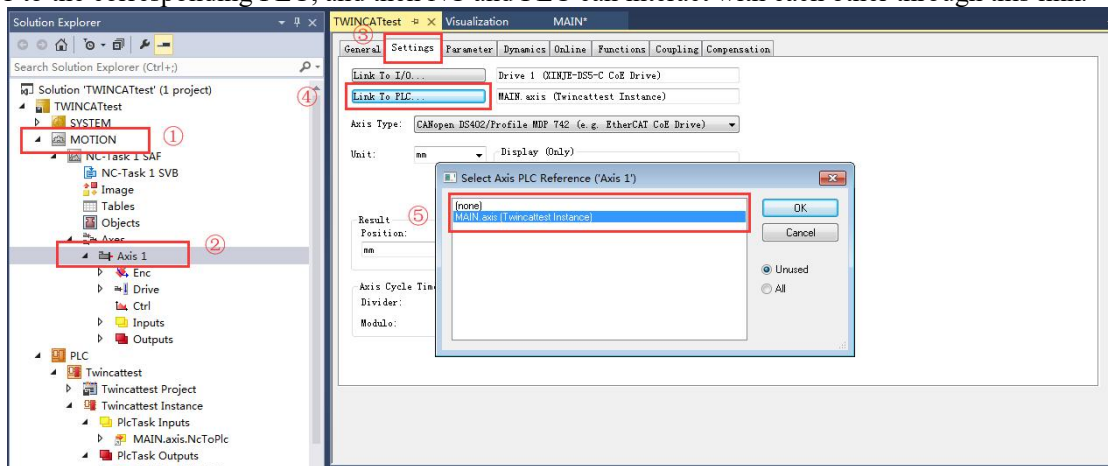 Solution Explorer
Search Solution Explorer (Ctrl+;)
Solution 'TWINCATtest' (1 project)
TWINCATtest
SYSTEM
MOTION
①
NC-Task 1 SAF
NC-Task 1 SVB
Image
Tables
Objects
Axes
②
Axis 1
Enc
Drive
Ctrl
Inputs
Outputs
PLC
Twincattest
Twincattest Project
Twincattest Instance
PlcTask Inputs
MAIN.axis.NcToPlc
PlcTask Outputs
TWINCATtest Visualization MAIN*
③
General Settings Parameter Dynamics Online Functions Coupling Compensation
Link To I/O... Drive 1 (XINJE-DS5-C CoE Drive)
④
Link To PLC... MAIN.axis (Twincattest Instance)
Axis Type: CANopen DS402/Profile MDP 742 (e.g. EtherCAT CoE Drive)
Unit: mm Display (Only)
Result
Position:
mm
Axis Cycle Time
Divider:
Modulo:
Select Axis PLC Reference ('Axis 1')
⑤
(none)
MAIN.axis (Twincattest Instance)
OK
Cancel
Unused
All